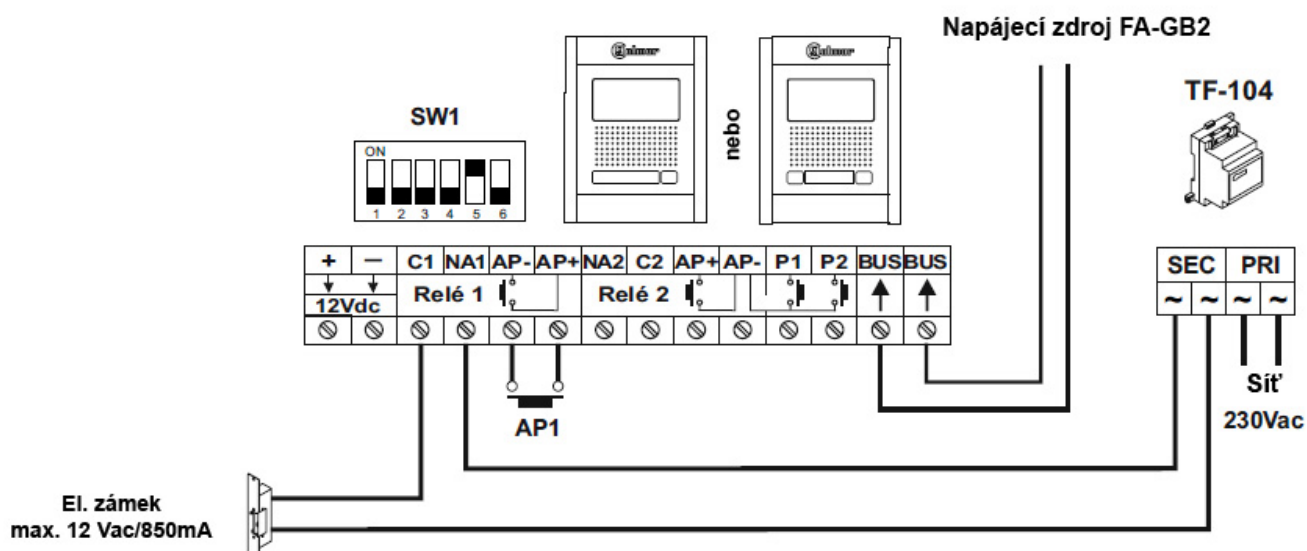 Napájecí zdroj FA-GB2
TF-104
SW1
ON
1 2 3 4 5 6
Golmar
nebo
Golmar
+ — C1 NA1 AP- AP+ NA2 C2 AP+ AP- P1 P2 BUS BUS
12Vdc Relé 1 Relé 2
SEC PRI
~ ~ ~ ~
Síť
230Vac
AP1
El. zámek
max. 12 Vac/850mA